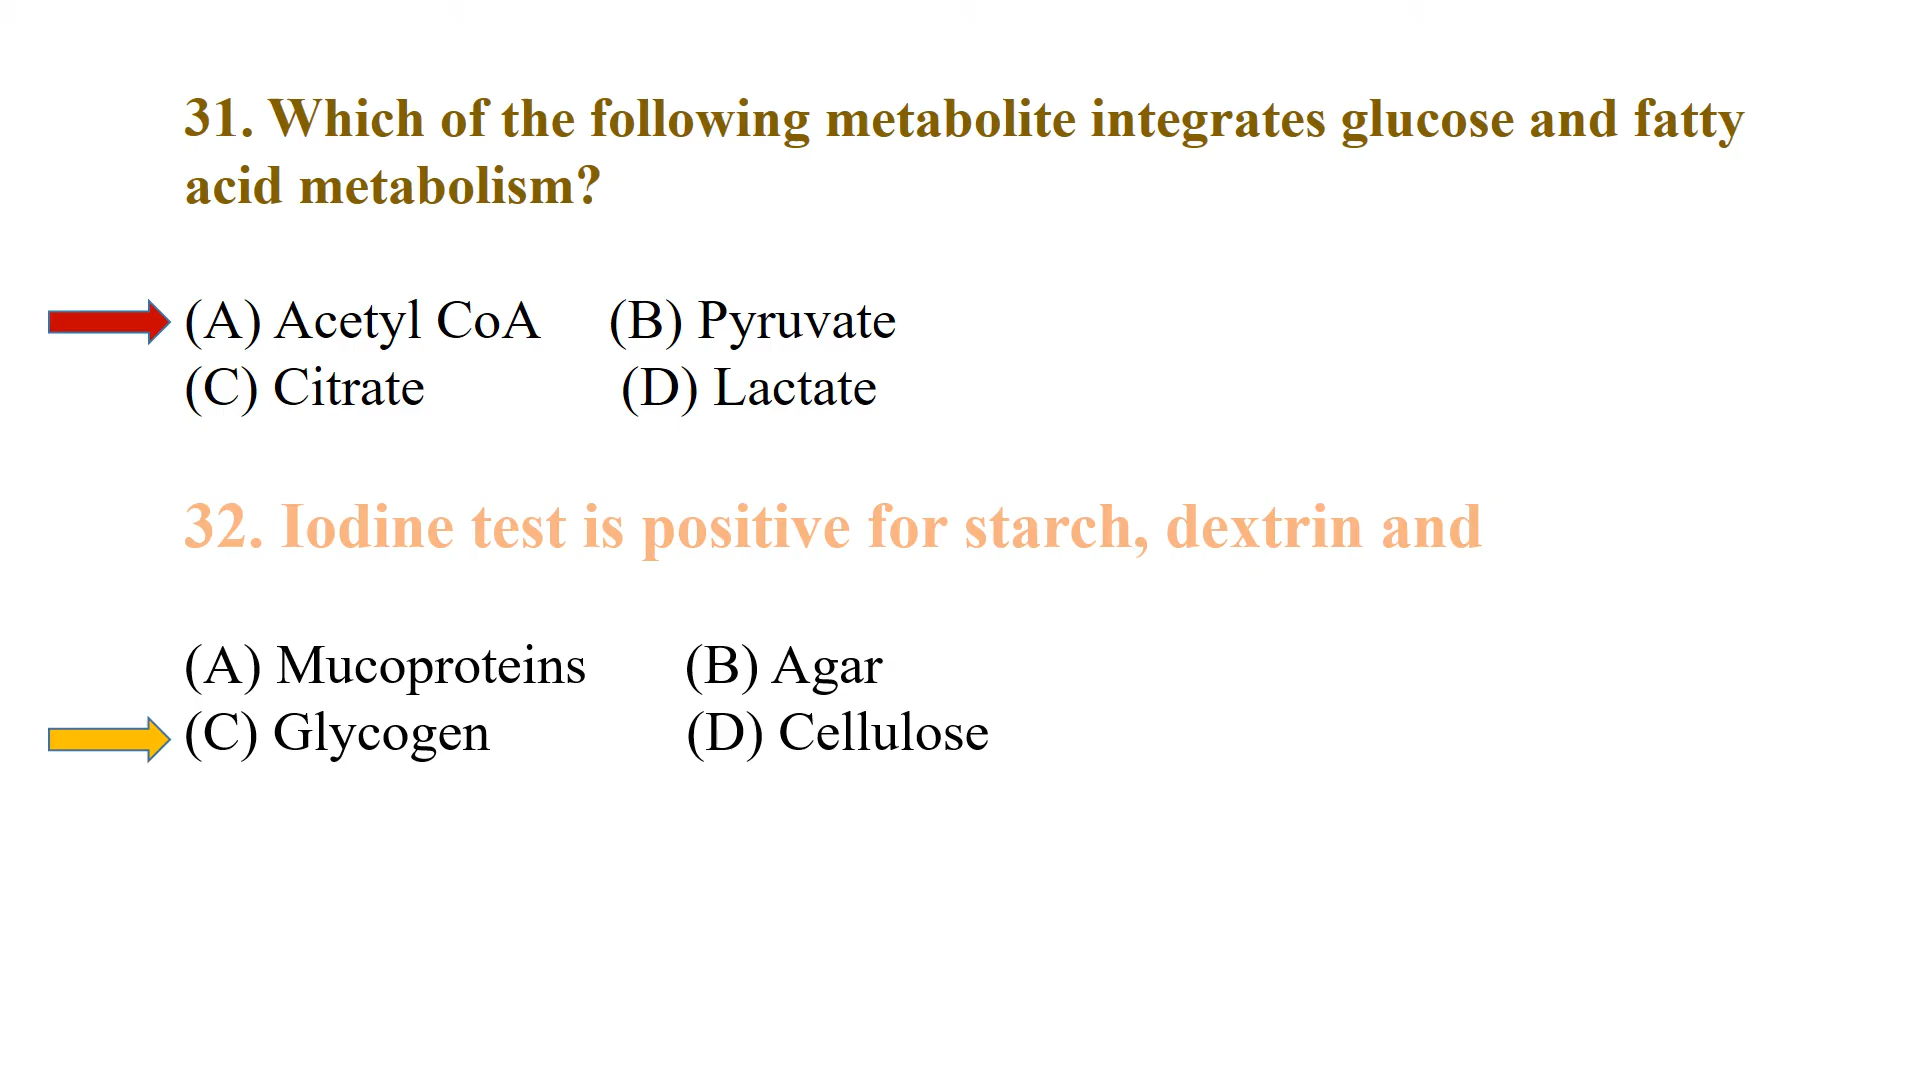 31. Which of the following metabolite integrates glucose and fatty
acid metabolism?
(A) Acetyl CoA (B) Pyruvate
(C) Citrate (D) Lactate
32. Iodine test is positive for starch, dextrin and
(A) Mucoproteins (B) Agar
(C) Glycogen (D) Cellulose